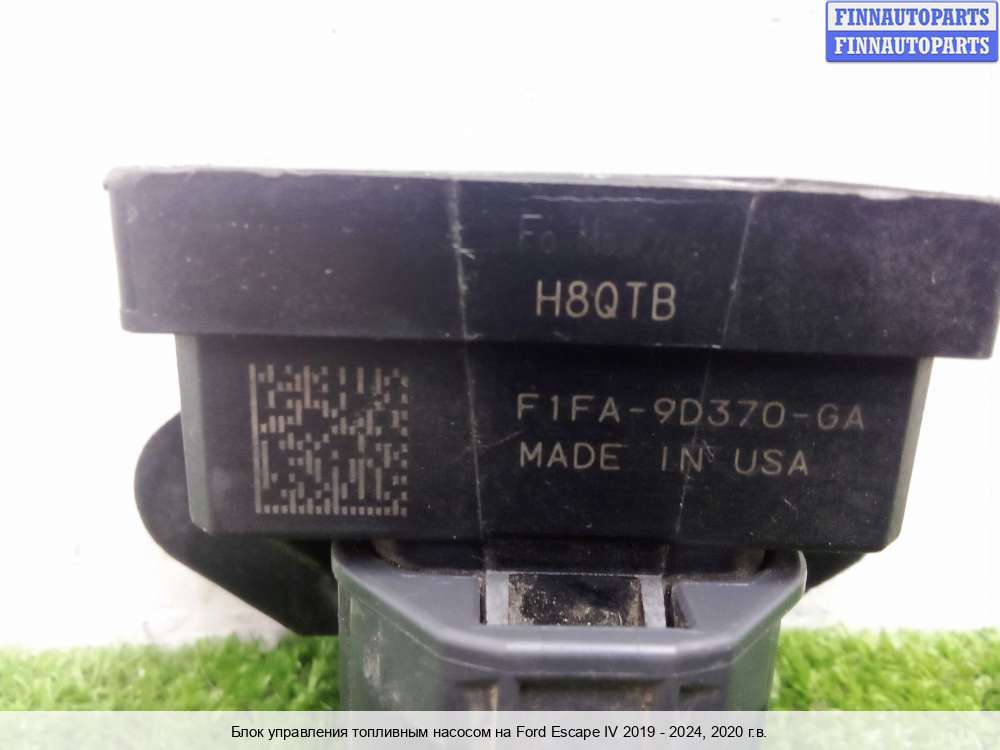 FINNAUTOPARTS
FINNAUTOPARTS
H8QTB
F1FA-9D370-GA
MADE IN USA
Блок управления топливным насосом на Ford Escape IV 2019 - 2024, 2020 г.в.